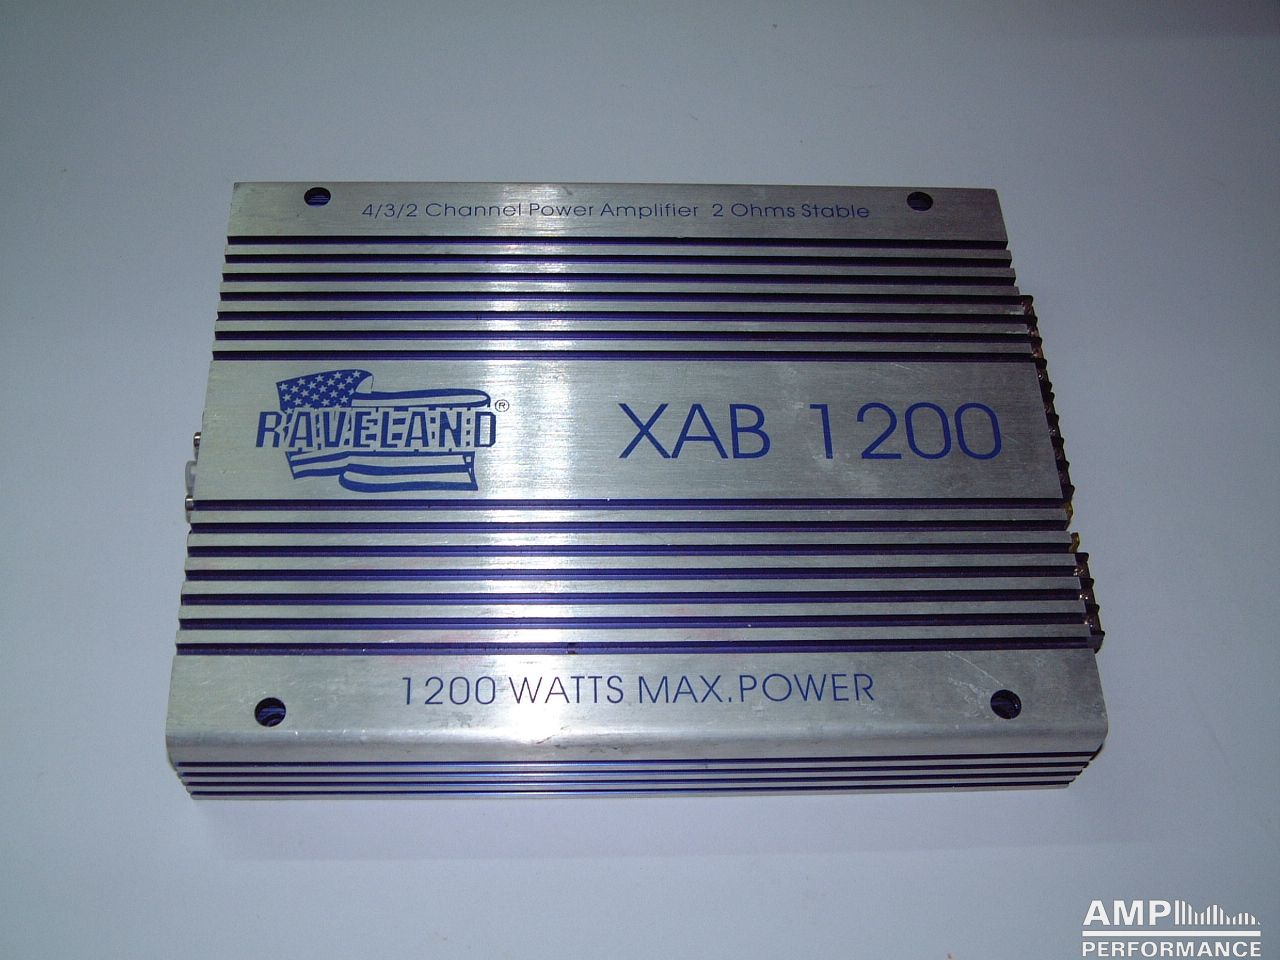 4/3/2 Channel Power Amplifier 2 Ohms Stable
RAVELAND®
XAB 1200
1200 WATTS MAX.POWER
AMP
PERFORMANCE